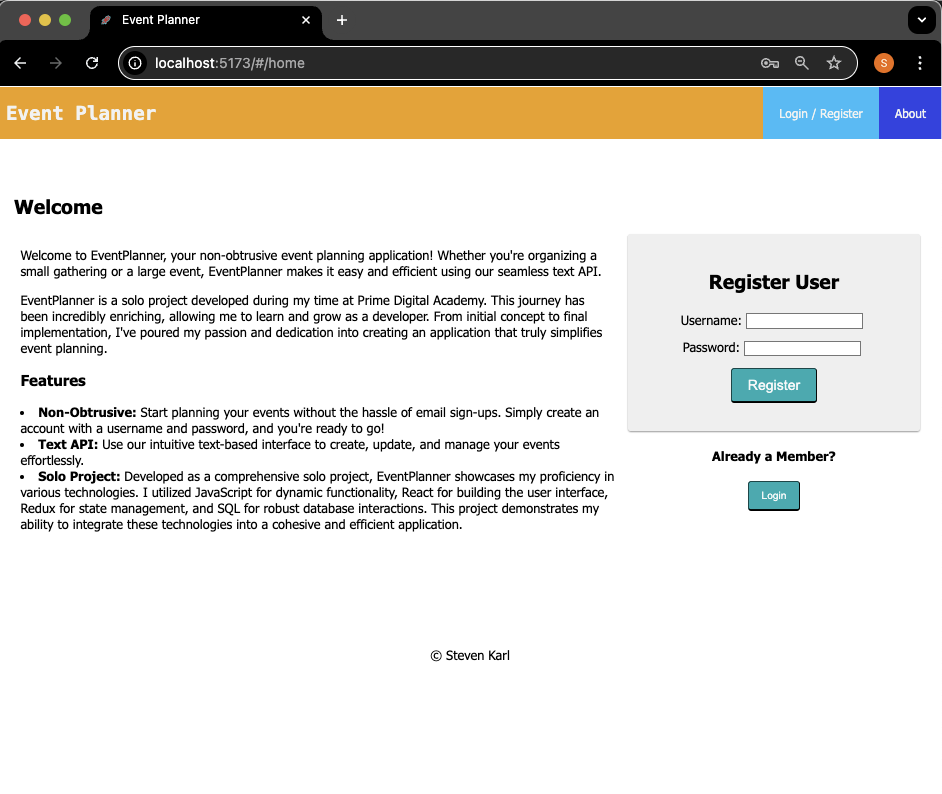 Event Planner
localhost:5173/#/home
S
Event Planner
Login / Register
About
Welcome
Welcome to EventPlanner, your non-obtrusive event planning application! Whether you're organizing a
small gathering or a large event, EventPlanner makes it easy and efficient using our seamless text API.
EventPlanner is a solo project developed during my time at Prime Digital Academy. This journey has
been incredibly enriching, allowing me to learn and grow as a developer. From initial concept to final
implementation, I've poured my passion and dedication into creating an application that truly simplifies
event planning.
Features
• Non-Obtrusive: Start planning your events without the hassle of email sign-ups. Simply create an
account with a username and password, and you're ready to go!
• Text API: Use our intuitive text-based interface to create, update, and manage your events
effortlessly.
• Solo Project: Developed as a comprehensive solo project, EventPlanner showcases my proficiency in
various technologies. I utilized JavaScript for dynamic functionality, React for building the user interface,
Redux for state management, and SQL for robust database interactions. This project demonstrates my
ability to integrate these technologies into a cohesive and efficient application.
Register User
Username:
Password:
Register
Already a Member?
Login
© Steven Karl